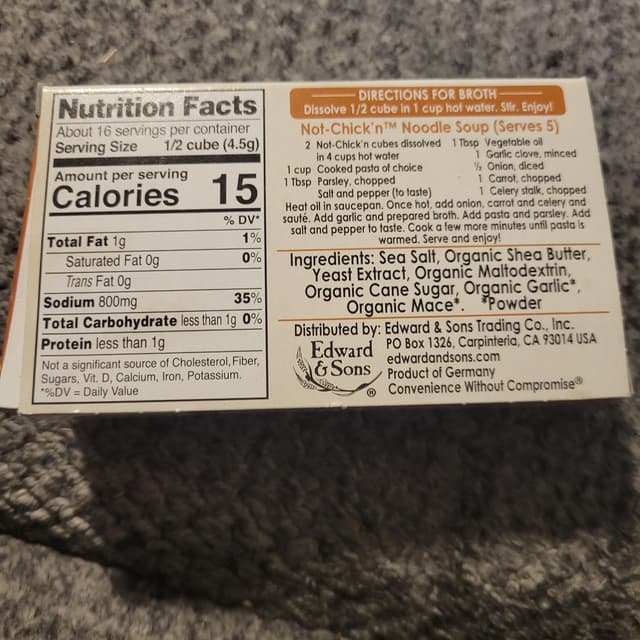 Nutrition Facts
About 16 servings per container
Serving Size 1/2 cube (4.5g)
Amount per serving
Calories 15
% DV*
Total Fat 1g 1%
Saturated Fat 0g 0%
Trans Fat 0g
Sodium 800mg 35%
Total Carbohydrate less than 1g 0%
Protein less than 1g
Not a significant source of Cholesterol, Fiber,
Sugars, Vit. D, Calcium, Iron, Potassium.
*%DV = Daily Value
DIRECTIONS FOR BROTH
Dissolve 1/2 cube in 1 cup hot water. Stir. Enjoy!
Not-Chick'n™ Noodle Soup (Serves 5)
2 Not-Chick'n cubes dissolved
in 4 cups hot water
1 cup Cooked pasta of choice
1 Tbsp Parsley, chopped
Salt and pepper (to taste)
1 Tbsp Vegetable oil
1 Garlic clove, minced
½ Onion, diced
1 Carrot, chopped
1 Celery stalk, chopped
Heat oil in saucepan. Once hot, add onion, carrot and celery and
sauté. Add garlic and prepared broth. Add pasta and parsley. Add
salt and pepper to taste. Cook a few more minutes until pasta is
warmed. Serve and enjoy!
Ingredients: Sea Salt, Organic Shea Butter,
Yeast Extract, Organic Maltodextrin,
Organic Cane Sugar, Organic Garlic*,
Organic Mace*. *Powder
Distributed by: Edward & Sons Trading Co., Inc.
PO Box 1326, Carpinteria, CA 93014 USA
edwardandsons.com
Product of Germany
Convenience Without Compromise®
Edward
& Sons
®